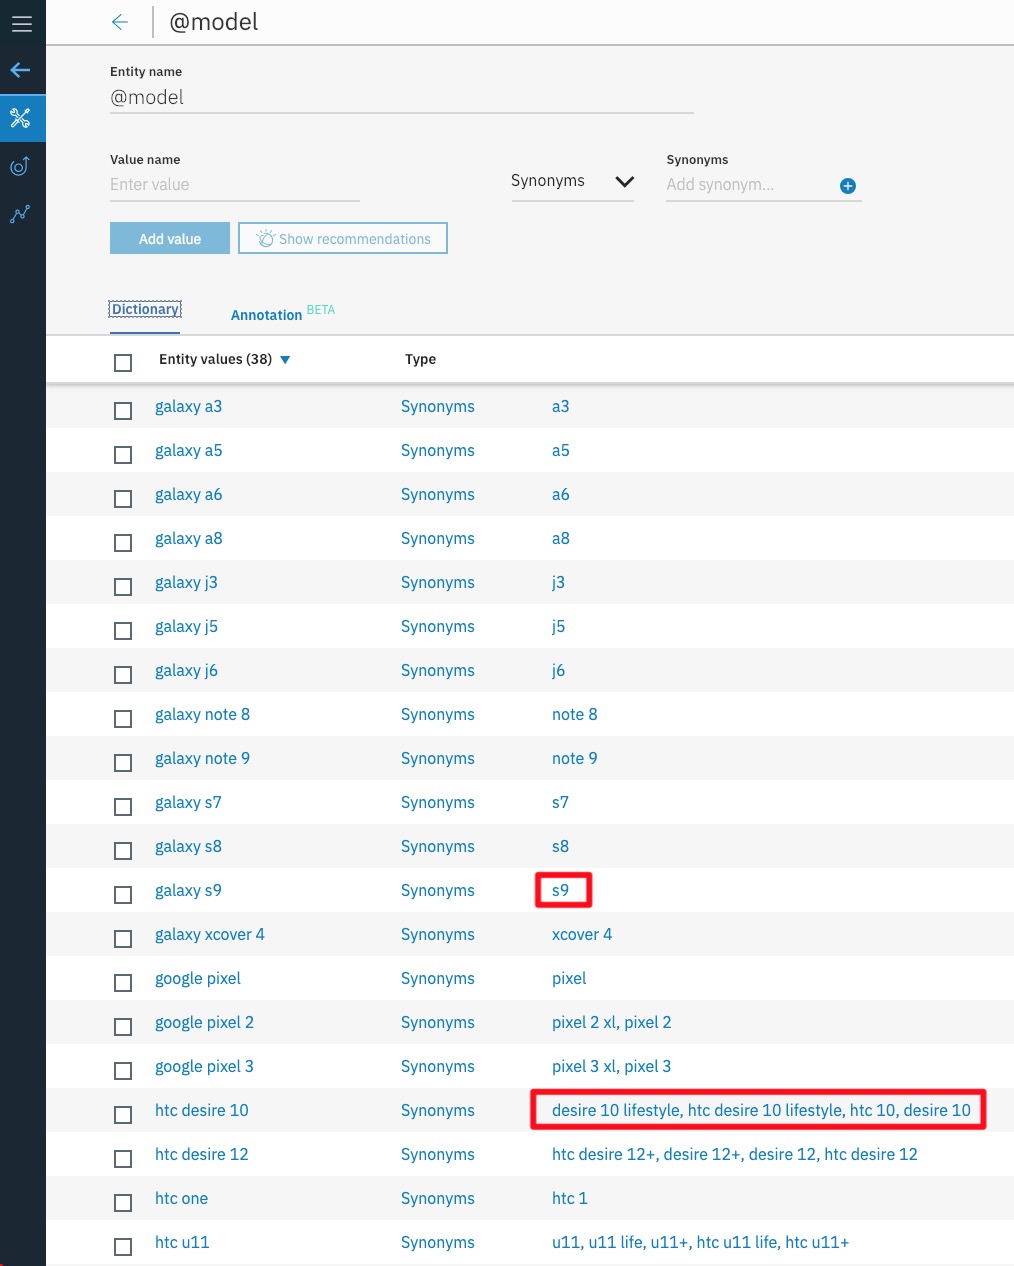 @model
Entity name
@model
Value name
Synonyms
Enter value
Synonyms
Add synonym...
Add value
Show recommendations
Dictionary
Annotation BETA
Entity values (38) Type
galaxy a3 Synonyms a3
galaxy a5 Synonyms a5
galaxy a6 Synonyms a6
galaxy a8 Synonyms a8
galaxy j3 Synonyms j3
galaxy j5 Synonyms j5
galaxy j6 Synonyms j6
galaxy note 8 Synonyms note 8
galaxy note 9 Synonyms note 9
galaxy s7 Synonyms s7
galaxy s8 Synonyms s8
galaxy s9 Synonyms s9
galaxy xcover 4 Synonyms xcover 4
google pixel Synonyms pixel
google pixel 2 Synonyms pixel 2 xl, pixel 2
google pixel 3 Synonyms pixel 3 xl, pixel 3
htc desire 10 Synonyms desire 10 lifestyle, htc desire 10 lifestyle, htc 10, desire 10
htc desire 12 Synonyms htc desire 12+, desire 12+, desire 12, htc desire 12
htc one Synonyms htc 1
htc u11 Synonyms u11, u11 life, u11+, htc u11 life, htc u11+